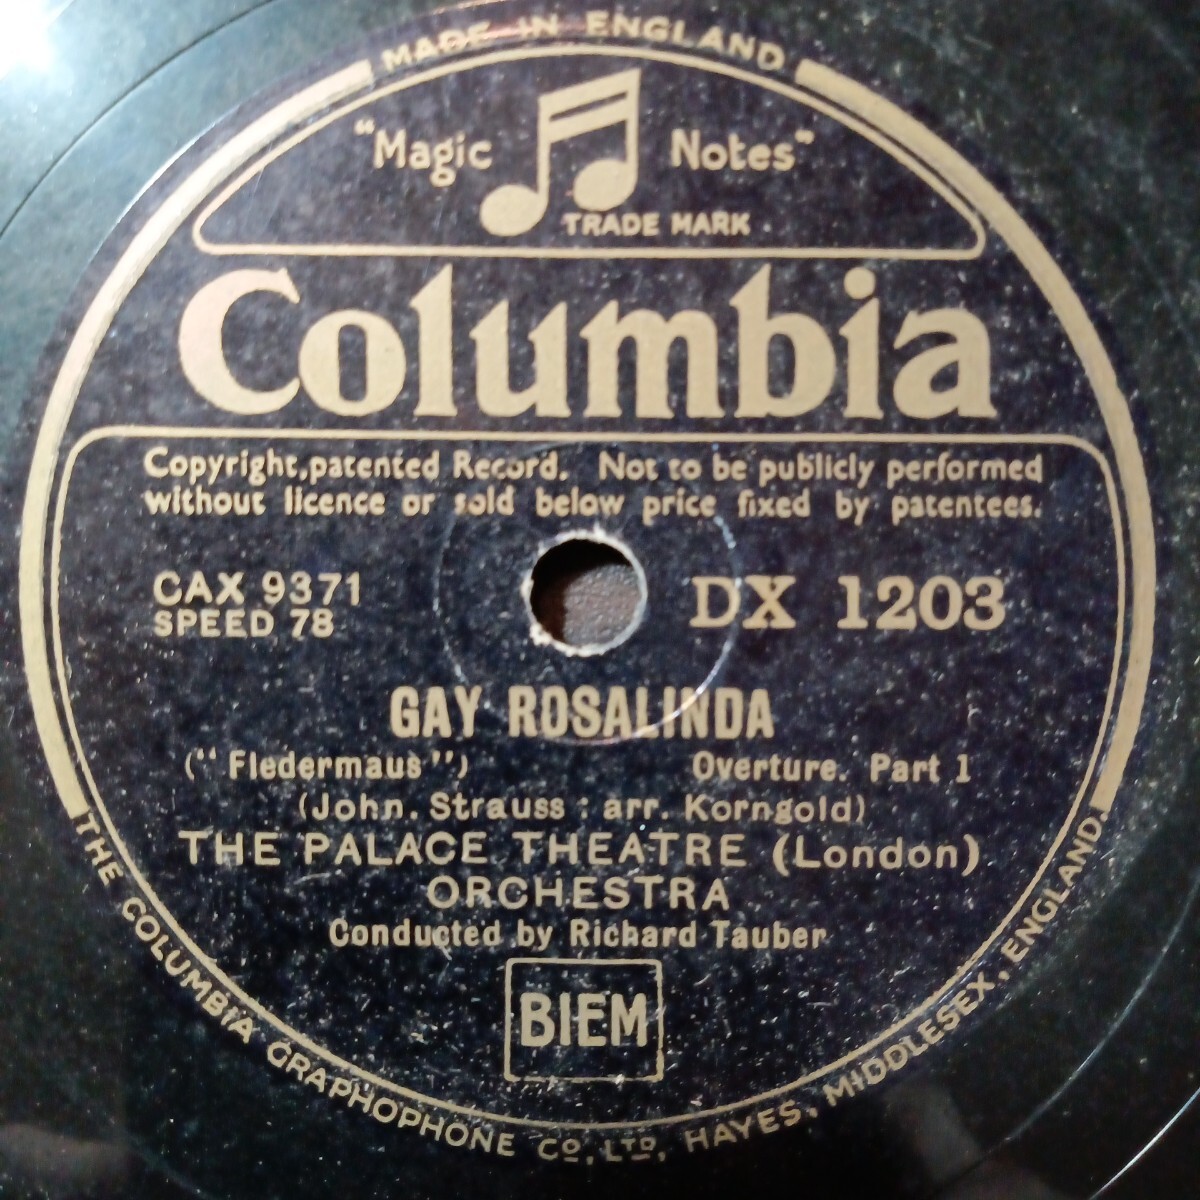 MADE IN ENGLAND
"Magic Notes"
TRADE MARK
Columbia
Copyright, patented Record. Not to be publicly performed
without licence or sold below price fixed by patentees.
CAX 9371
SPEED 78
DX 1203
GAY ROSALINDA
("Fledermaus") Overture. Part 1
(John. Strauss : arr. Korngold)
THE PALACE THEATRE (London)
ORCHESTRA
Conducted by Richard Tauber
BIEM
THE COLUMBIA GRAPHOPHONE CO., LTD., HAYES, MIDDLESEX, ENGLAND.